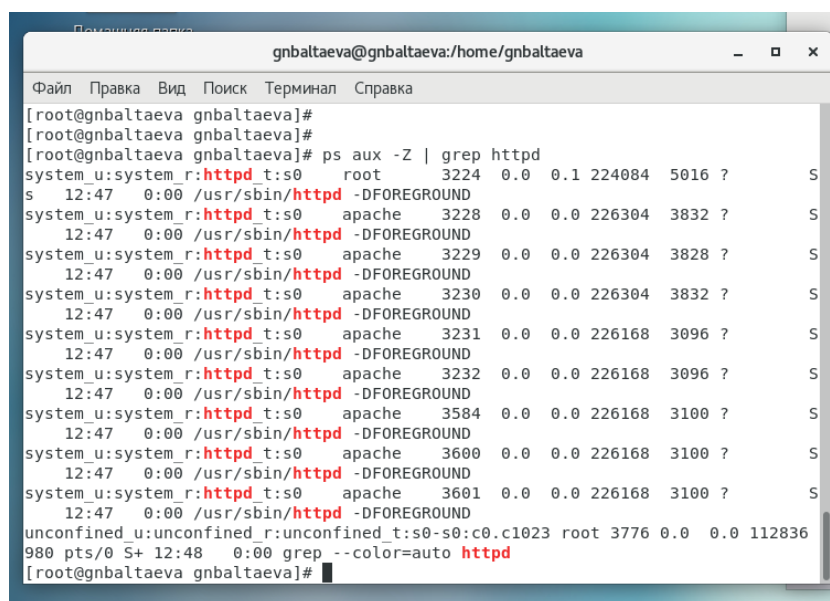 Домашняя папка
gnbaltaeva@gnbaltaeva:/home/gnbaltaeva
Файл Правка Вид Поиск Терминал Справка
[root@gnbaltaeva gnbaltaeva]#
[root@gnbaltaeva gnbaltaeva]#
[root@gnbaltaeva gnbaltaeva]# ps aux -Z | grep httpd
system_u:system_r:httpd_t:s0    root      3224  0.0  0.1 224084  5016 ?        S
s   12:47   0:00 /usr/sbin/httpd -DFOREGROUND
system_u:system_r:httpd_t:s0    apache    3228  0.0  0.0 226304  3832 ?        S
    12:47   0:00 /usr/sbin/httpd -DFOREGROUND
system_u:system_r:httpd_t:s0    apache    3229  0.0  0.0 226304  3828 ?        S
    12:47   0:00 /usr/sbin/httpd -DFOREGROUND
system_u:system_r:httpd_t:s0    apache    3230  0.0  0.0 226304  3832 ?        S
    12:47   0:00 /usr/sbin/httpd -DFOREGROUND
system_u:system_r:httpd_t:s0    apache    3231  0.0  0.0 226168  3096 ?        S
    12:47   0:00 /usr/sbin/httpd -DFOREGROUND
system_u:system_r:httpd_t:s0    apache    3232  0.0  0.0 226168  3096 ?        S
    12:47   0:00 /usr/sbin/httpd -DFOREGROUND
system_u:system_r:httpd_t:s0    apache    3584  0.0  0.0 226168  3100 ?        S
    12:47   0:00 /usr/sbin/httpd -DFOREGROUND
system_u:system_r:httpd_t:s0    apache    3600  0.0  0.0 226168  3100 ?        S
    12:47   0:00 /usr/sbin/httpd -DFOREGROUND
system_u:system_r:httpd_t:s0    apache    3601  0.0  0.0 226168  3100 ?        S
    12:47   0:00 /usr/sbin/httpd -DFOREGROUND
unconfined_u:unconfined_r:unconfined_t:s0-s0:c0.c1023 root 3776 0.0  0.0 112836
980 pts/0 S+ 12:48   0:00 grep --color=auto httpd
[root@gnbaltaeva gnbaltaeva]#